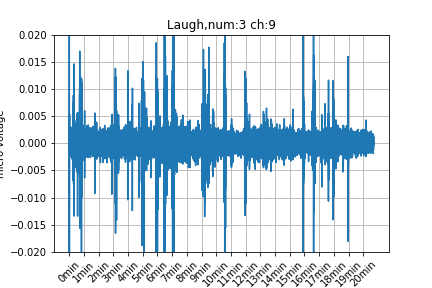 Laugh,num:3 ch:9
0.020
0.015
0.010
0.005
0.000
−0.005
−0.010
−0.015
−0.020
micro voltage
0min
1min
2min
3min
4min
5min
6min
7min
8min
9min
10min
11min
12min
13min
14min
15min
16min
17min
18min
19min
20min